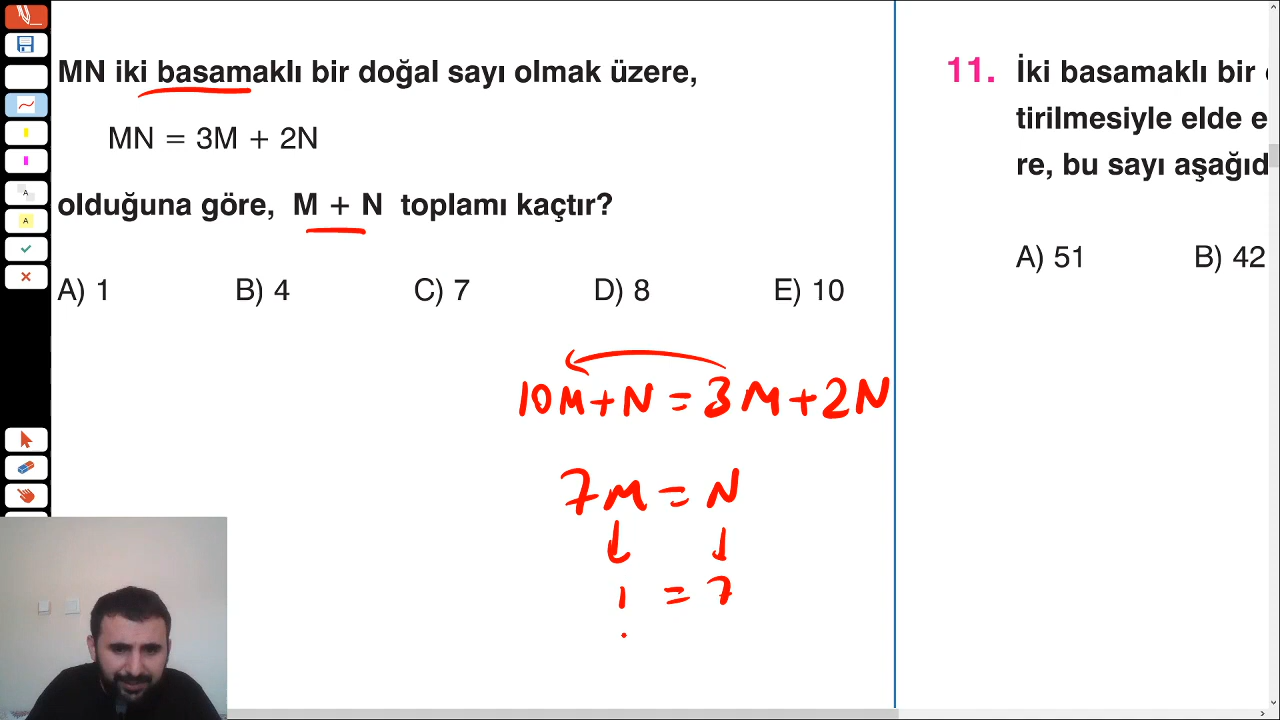 MN iki basamaklı bir doğal sayı olmak üzere,
MN = 3M + 2N
olduğuna göre, M + N toplamı kaçtır?
A) 1 B) 4 C) 7 D) 8 E) 10
10M+N = 3M+2N
7M = N
1 = 7
11. İki basamaklı bir
tirilmesiyle elde e
re, bu sayı aşağıd
A) 51 B) 42
A
A